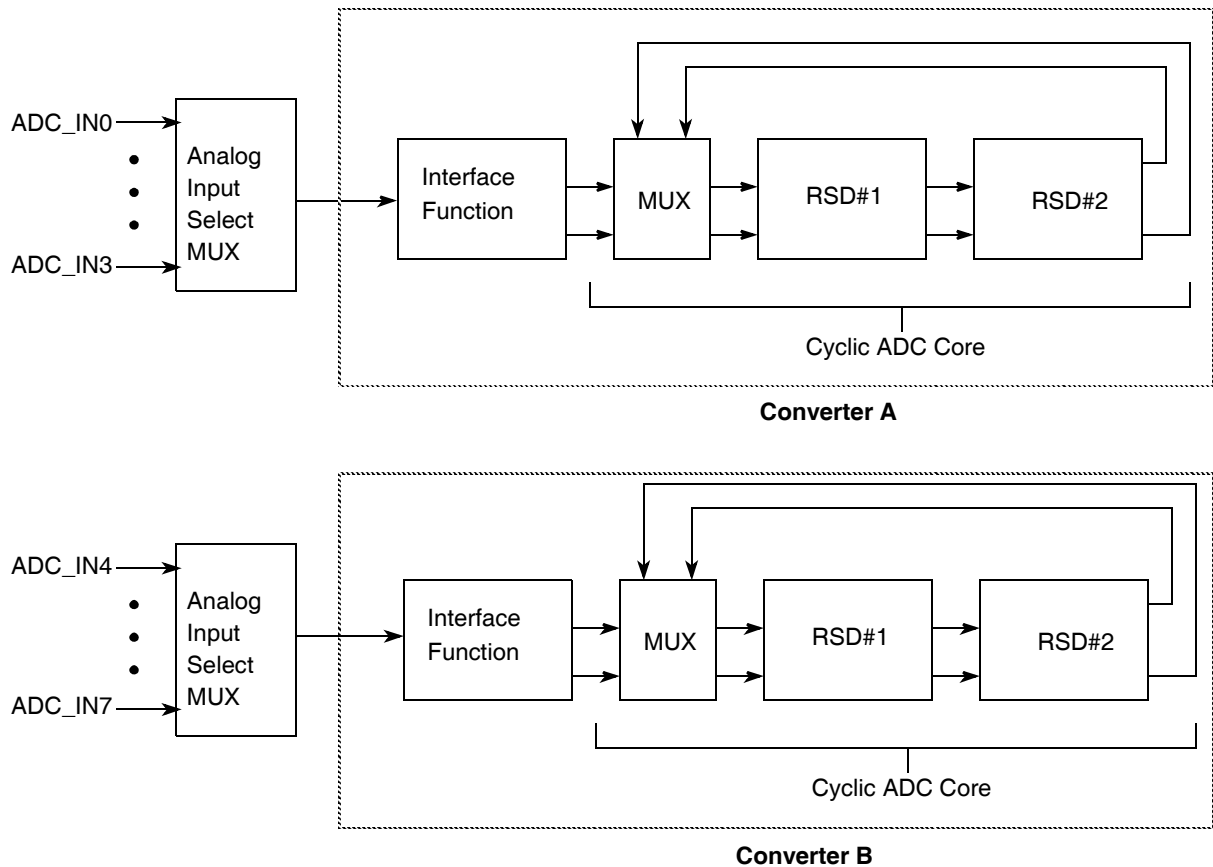 ADC_IN0
ADC_IN3
Analog
Input
Select
MUX
Interface
Function
MUX
RSD#1
RSD#2
Cyclic ADC Core
Converter A
ADC_IN4
ADC_IN7
Analog
Input
Select
MUX
Interface
Function
MUX
RSD#1
RSD#2
Cyclic ADC Core
Converter B